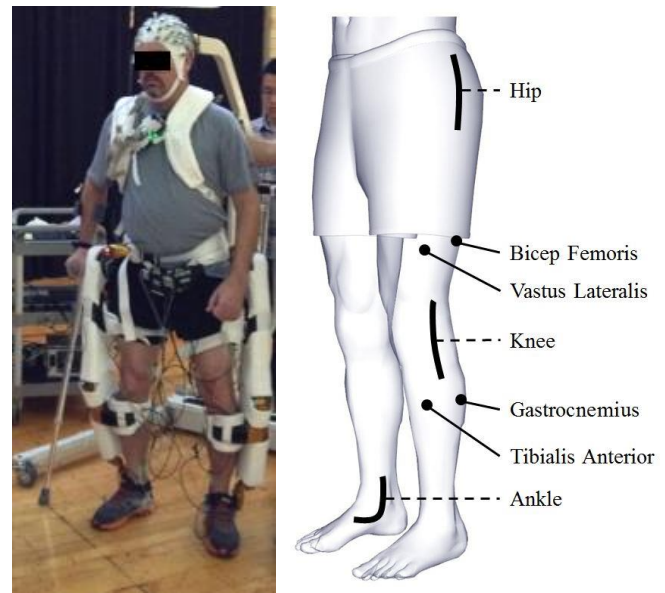 Hip
Bicep Femoris
Vastus Lateralis
Knee
Gastrocnemius
Tibialis Anterior
Ankle